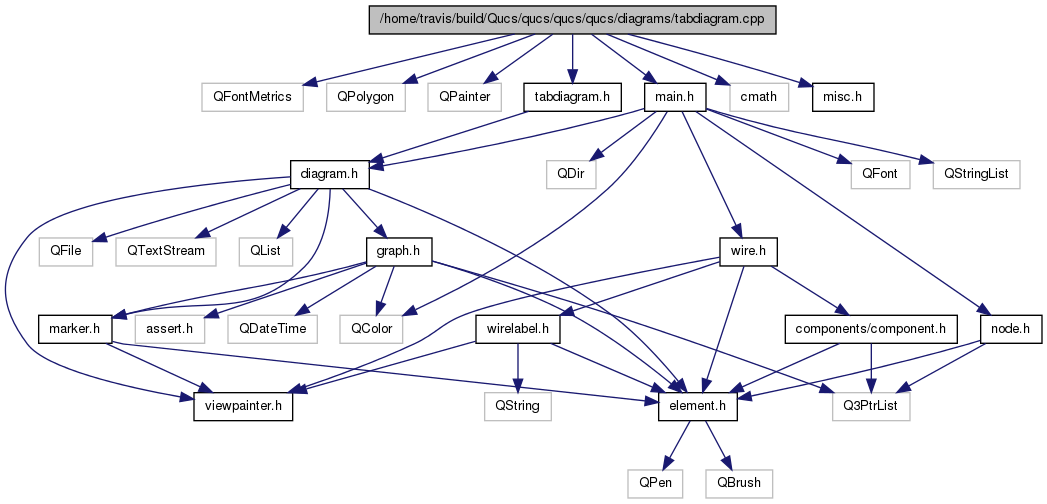 /home/travis/build/Qucs/qucs/qucs/qucs/diagrams/tabdiagram.cpp
QFontMetrics
QPolygon
QPainter
tabdiagram.h
main.h
cmath
misc.h
diagram.h
QDir
QFont
QStringList
QFile
QTextStream
QList
graph.h
wire.h
marker.h
assert.h
QDateTime
QColor
wirelabel.h
components/component.h
node.h
viewpainter.h
QString
element.h
Q3PtrList
QPen
QBrush